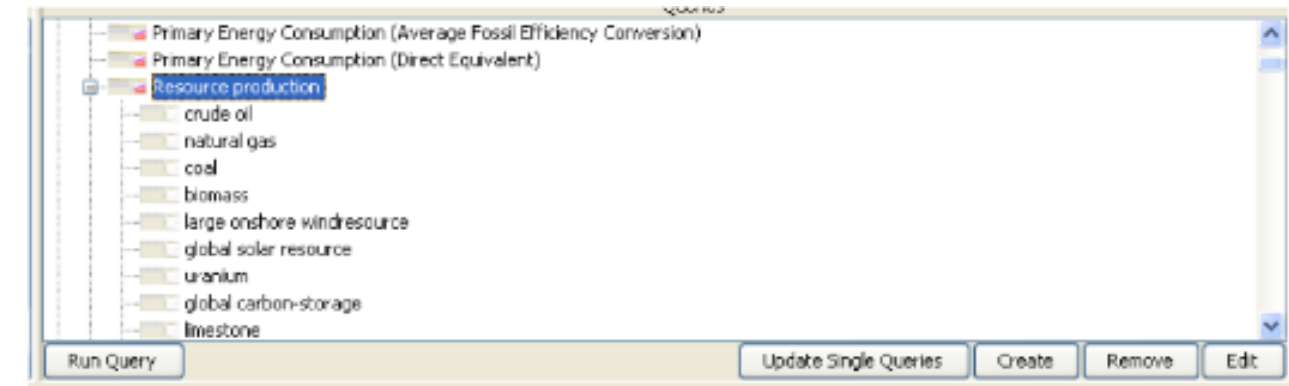 Queries
Primary Energy Consumption (Average Fossil Efficiency Conversion)
Primary Energy Consumption (Direct Equivalent)
Resource production
crude oil
natural gas
coal
biomass
large onshore windresource
global solar resource
uranium
global carbon-storage
limestone
Run Query Update Single Queries Create Remove Edit